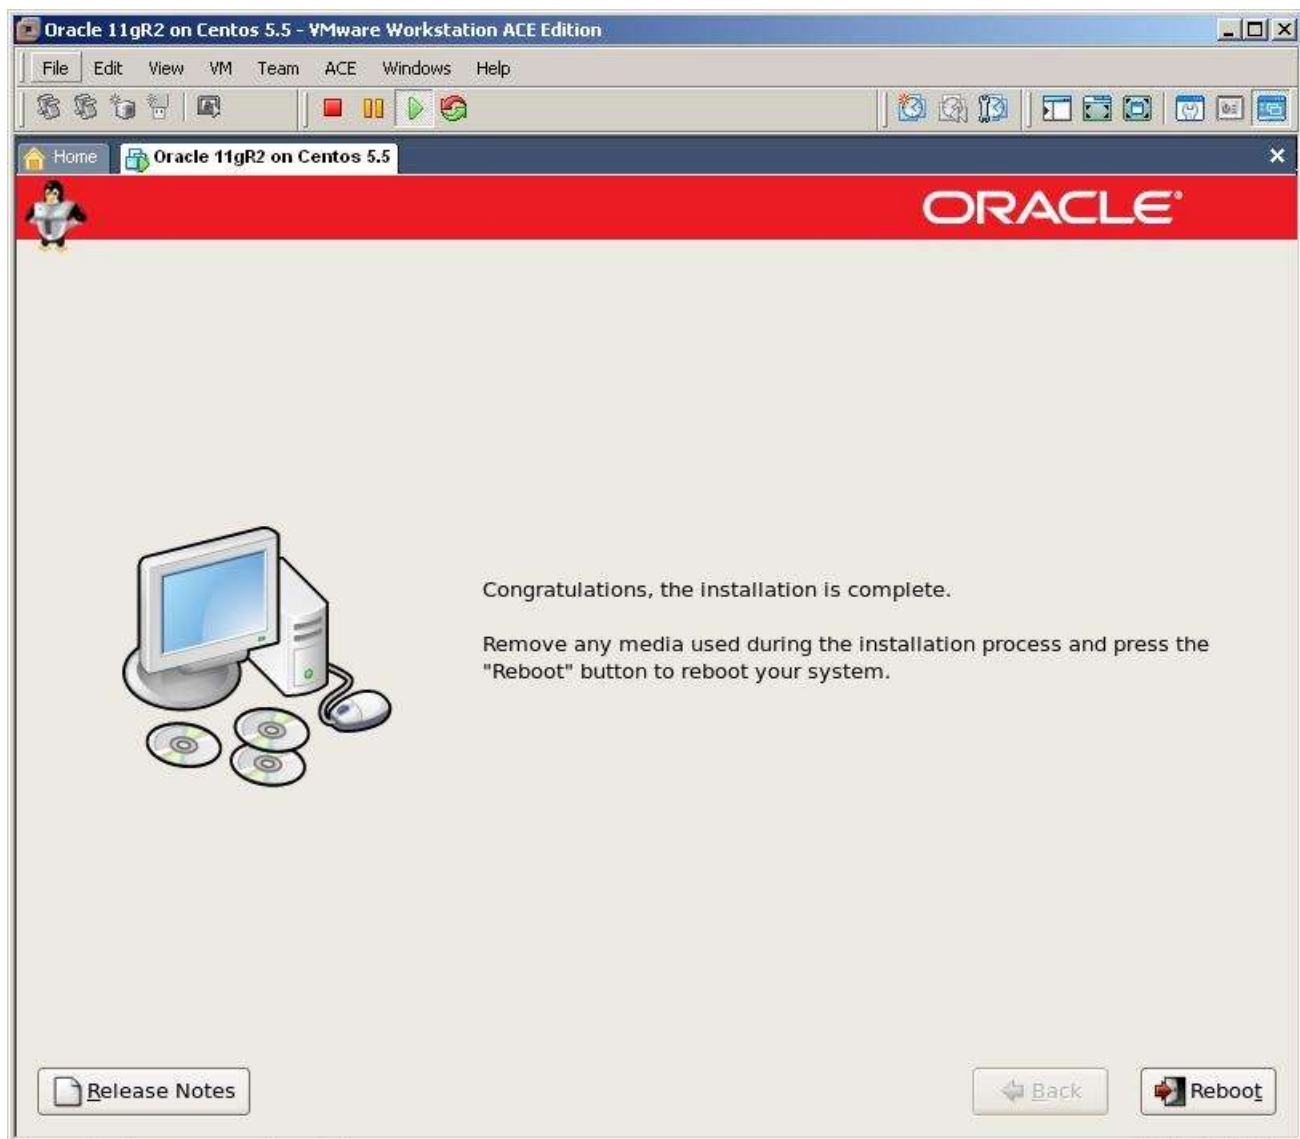 Oracle 11gR2 on Centos 5.5 - VMware Workstation ACE Edition
File Edit View VM Team ACE Windows Help
Home Oracle 11gR2 on Centos 5.5
ORACLE
Congratulations, the installation is complete.
Remove any media used during the installation process and press the
"Reboot" button to reboot your system.
Release Notes Back Reboot